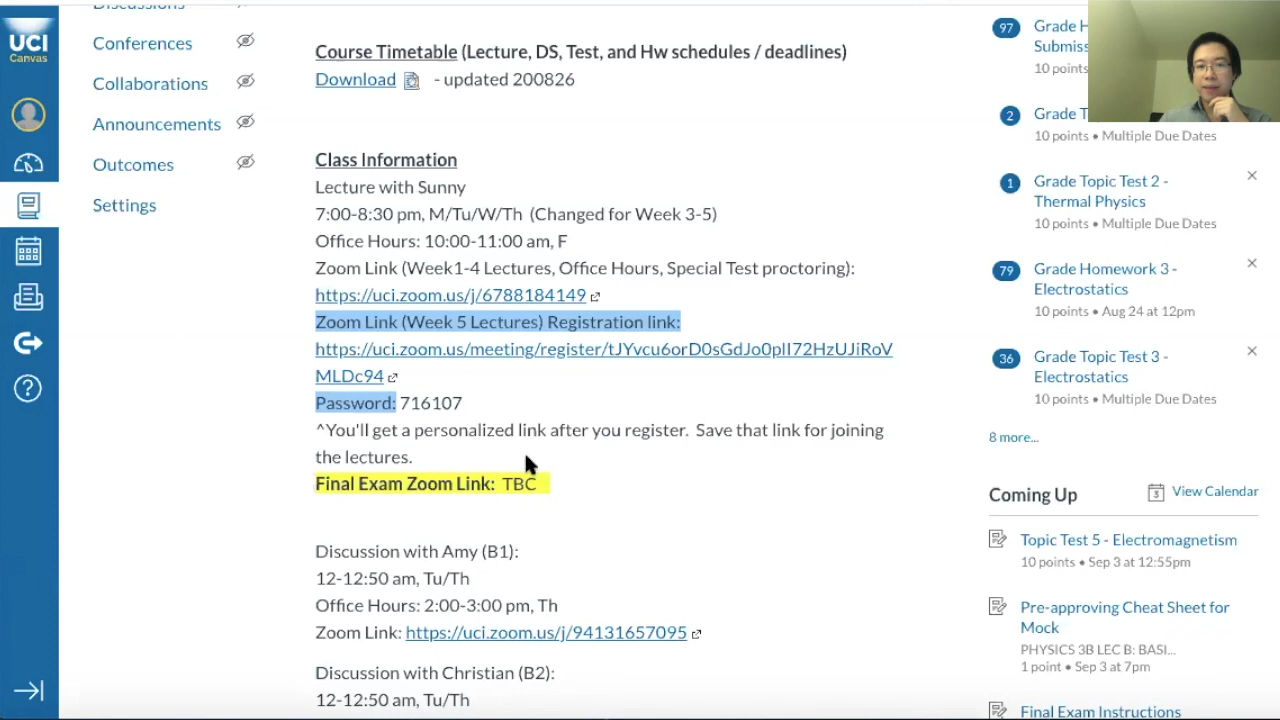 UCI
Canvas
Discussions
Conferences
Collaborations
Announcements
Outcomes
Settings
Course Timetable (Lecture, DS, Test, and Hw schedules / deadlines)
Download - updated 200826
Class Information
Lecture with Sunny
7:00-8:30 pm, M/Tu/W/Th (Changed for Week 3-5)
Office Hours: 10:00-11:00 am, F
Zoom Link (Week1-4 Lectures, Office Hours, Special Test proctoring):
https://uci.zoom.us/j/6788184149
Zoom Link (Week 5 Lectures) Registration link:
https://uci.zoom.us/meeting/register/tJYvcu6orD0sGdJo0plI72HzUJiRoV
MLDc94
Password: 716107
^You'll get a personalized link after you register. Save that link for joining
the lectures.
Final Exam Zoom Link: TBC
Discussion with Amy (B1):
12-12:50 am, Tu/Th
Office Hours: 2:00-3:00 pm, Th
Zoom Link: https://uci.zoom.us/j/94131657095
Discussion with Christian (B2):
12-12:50 am, Tu/Th
97 Grade H
Submiss
10 points
2 Grade T
10 points • Multiple Due Dates
1 Grade Topic Test 2 -
Thermal Physics
10 points • Multiple Due Dates
79 Grade Homework 3 -
Electrostatics
10 points • Aug 24 at 12pm
36 Grade Topic Test 3 -
Electrostatics
10 points • Multiple Due Dates
8 more...
Coming Up 3 View Calendar
Topic Test 5 - Electromagnetism
10 points • Sep 3 at 12:55pm
Pre-approving Cheat Sheet for
Mock
PHYSICS 3B LEC B: BASI...
1 point • Sep 3 at 7pm
Final Exam Instructions